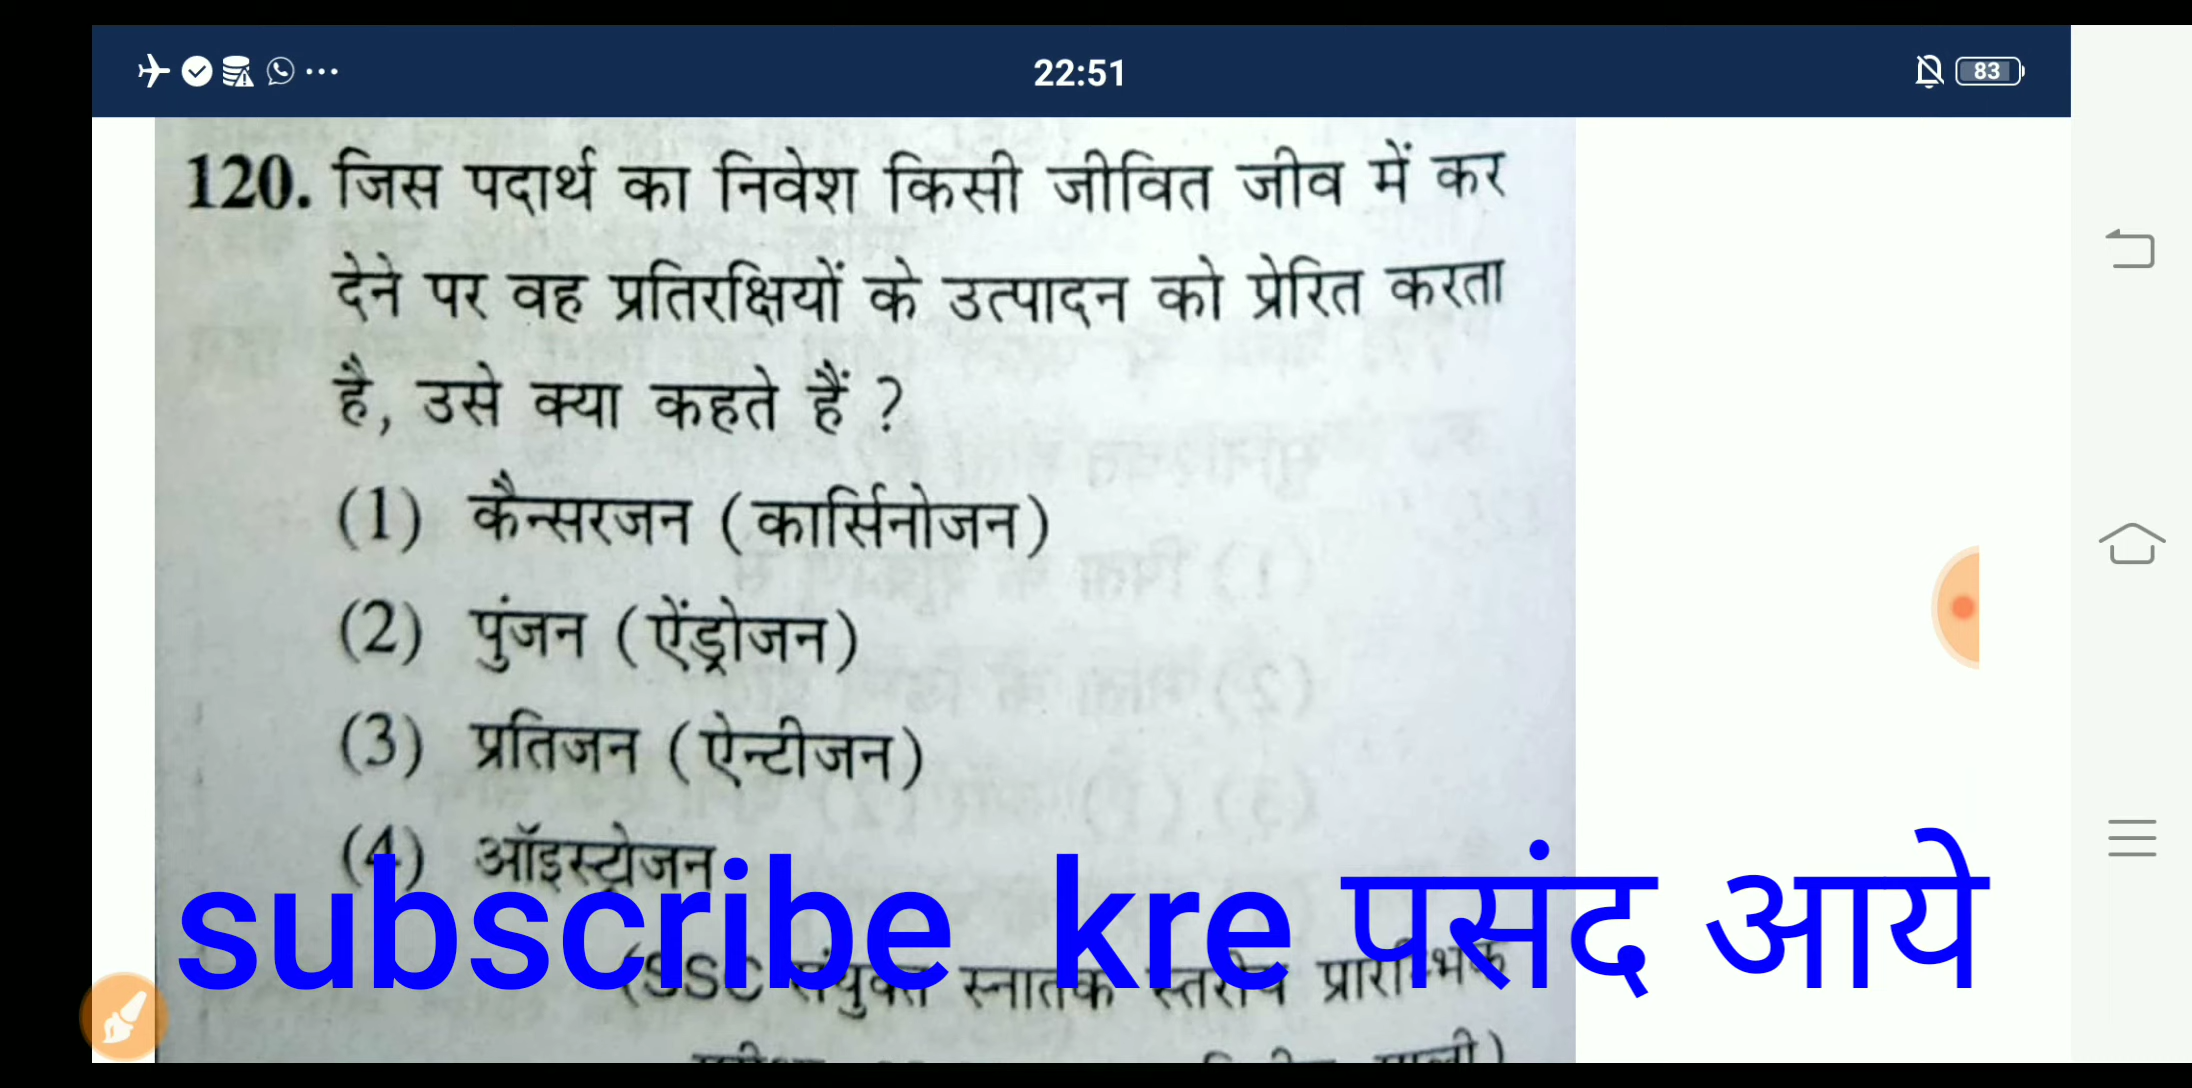 22:51
83
120. जिस पदार्थ का निवेश किसी जीवित जीव में कर
देने पर वह प्रतिरक्षियों के उत्पादन को प्रेरित करता
है, उसे क्या कहते हैं ?
(1) कैन्सरजन (कार्सिनोजन)
(2) पुंजन (ऐंड्रोजन)
(3) प्रतिजन (ऐन्टीजन)
(4) ऑइस्ट्रोजन
subscribe kre पसंद आये
(SSC संयुक्त स्नातक स्तरीय प्रारम्भिक